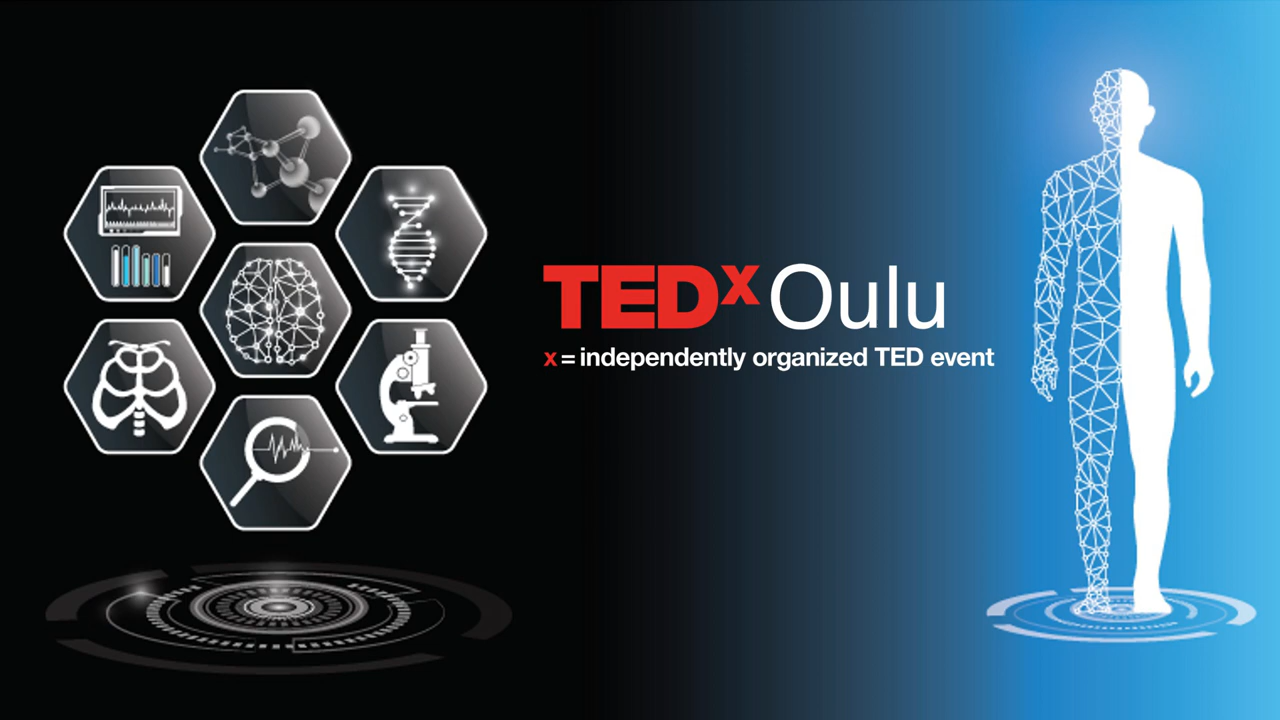 TEDx Oulu
x = independently organized TED event